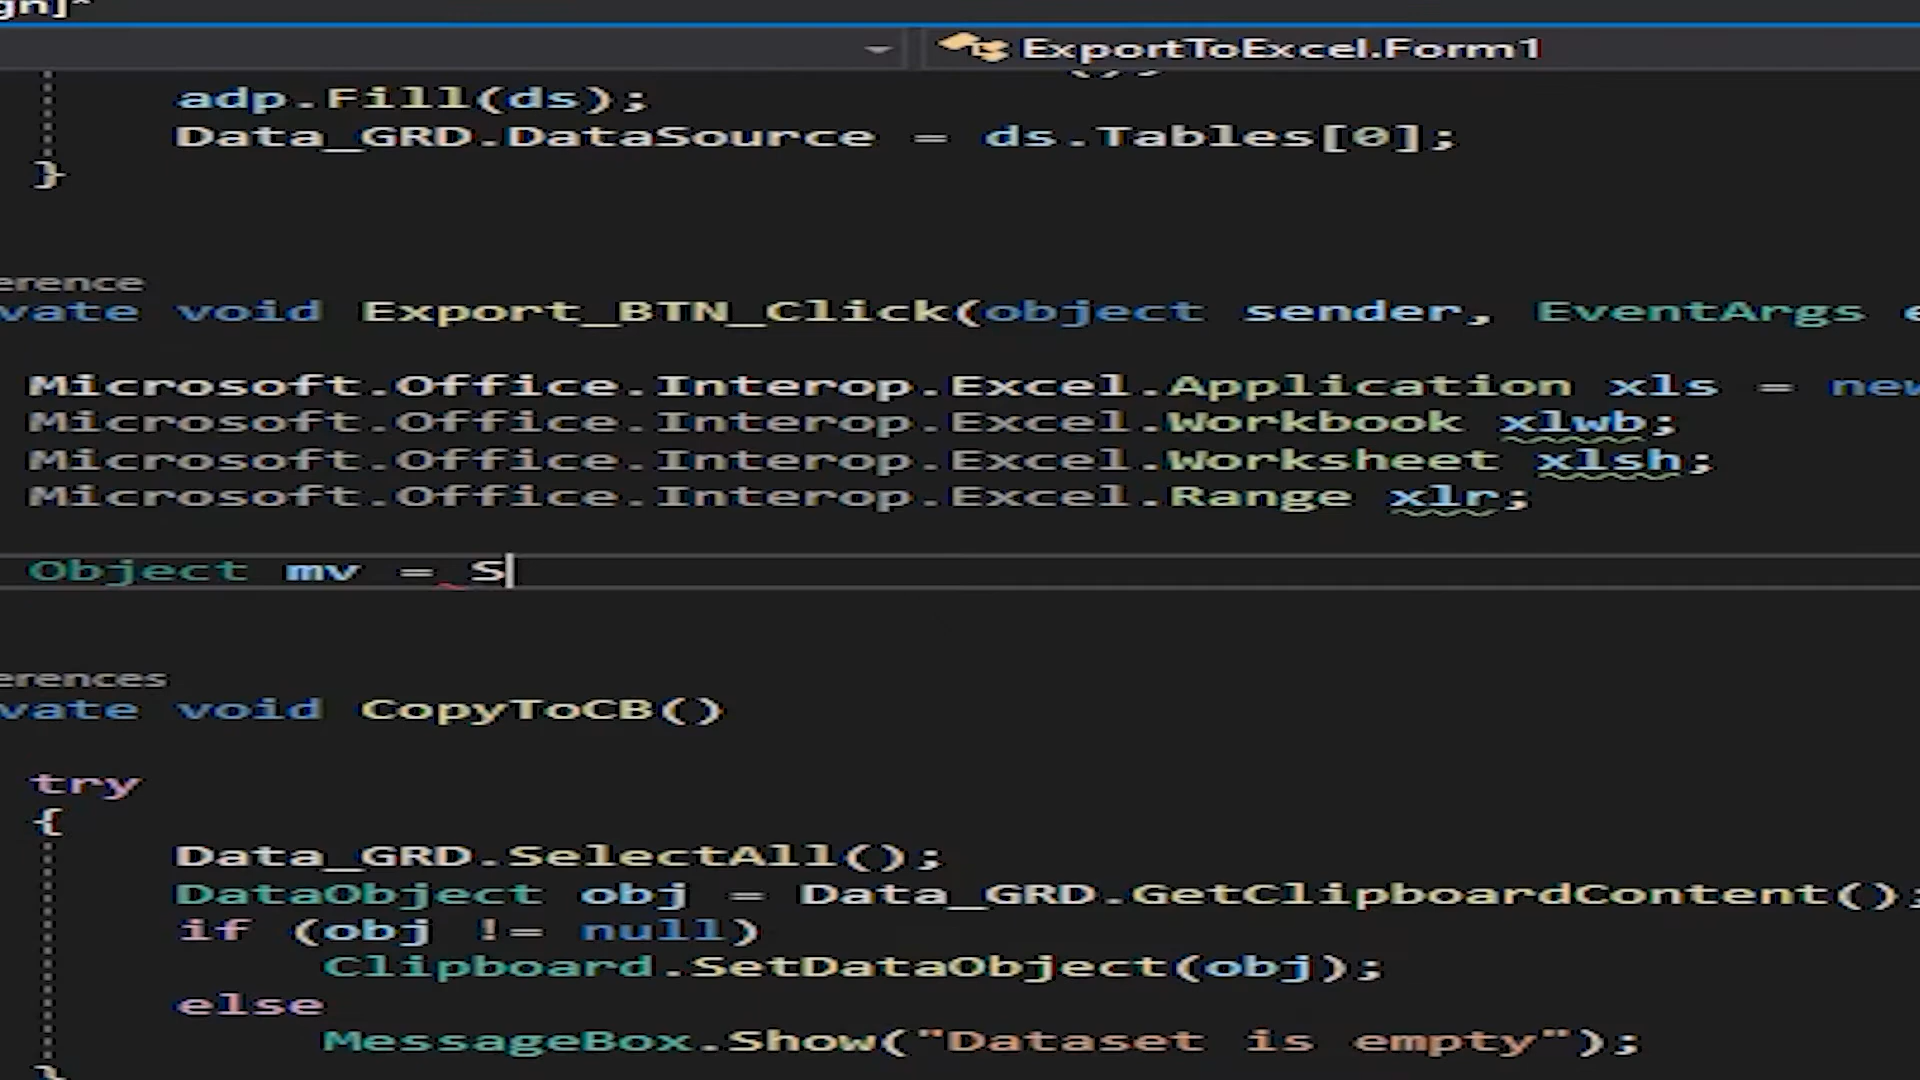 ExportToExcel.Form1
adp.Fill(ds);
Data_GRD.DataSource = ds.Tables[0];
}
erence
vate void Export_BTN_Click(object sender, EventArgs e
Microsoft.Office.Interop.Excel.Application xls = new
Microsoft.Office.Interop.Excel.Workbook xlwb;
Microsoft.Office.Interop.Excel.Worksheet xlsh;
Microsoft.Office.Interop.Excel.Range xlr;
Object mv = S
erences
vate void CopyToCB()
try
{
Data_GRD.SelectAll();
DataObject obj = Data_GRD.GetClipboardContent();
if (obj != null)
Clipboard.SetDataObject(obj);
else
MessageBox.Show("Dataset is empty");
}